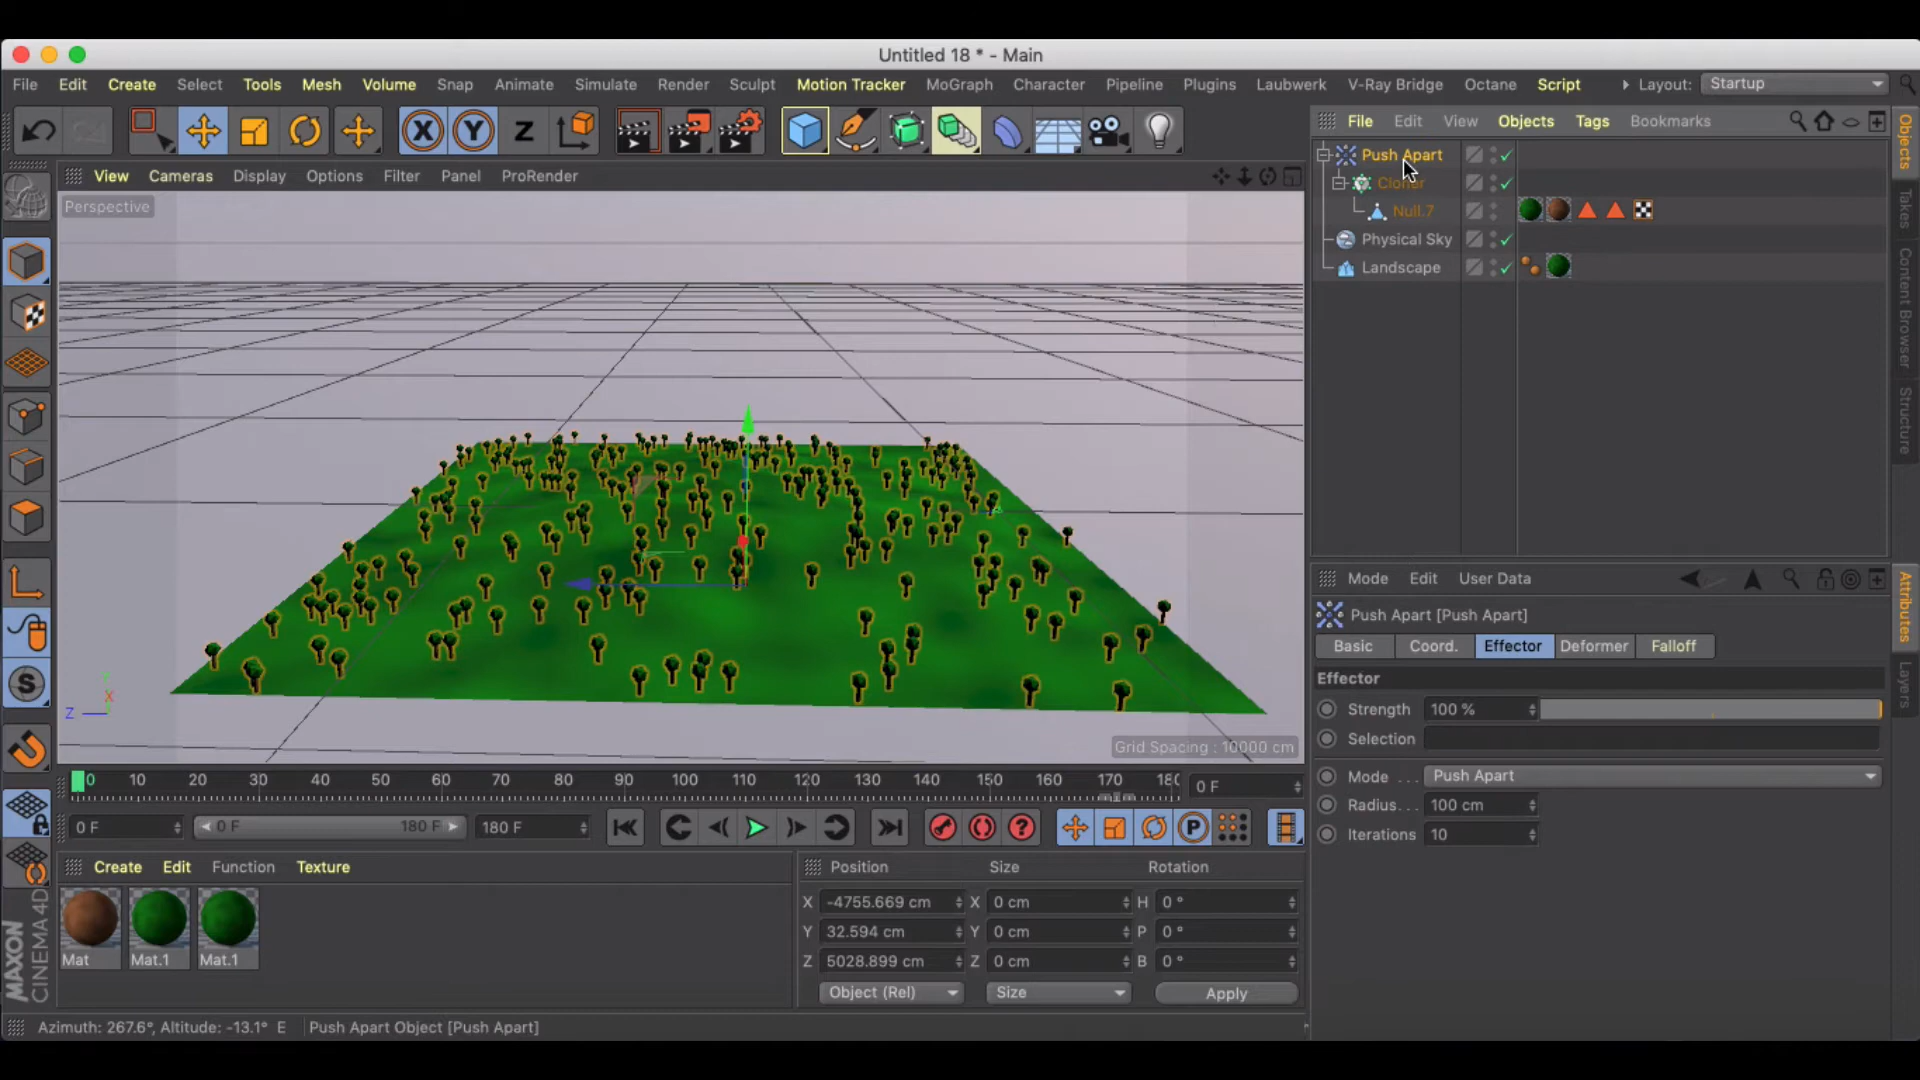 Untitled 18 * - Main
File Edit Create Select Tools Mesh Volume Snap Animate Simulate Render Sculpt Motion Tracker MoGraph Character Pipeline Plugins Laubwerk V-Ray Bridge Octane Script Layout: Startup
X Y Z
File Edit View Objects Tags Bookmarks
View Cameras Display Options Filter Panel ProRender
Perspective
Push Apart
Cloner
Null.7
Physical Sky
Landscape
Objects
Takes
Content Browser
Structure
Mode Edit User Data
Push Apart [Push Apart]
Basic Coord. Effector Deformer Falloff
Effector
Strength 100 %
Selection
Mode . . . Push Apart
Radius. . . 100 cm
Iterations 10
Attributes
Layers
Y
X
Z
Grid Spacing : 10000 cm
0 10 20 30 40 50 60 70 80 90 100 110 120 130 140 150 160 170 0 F
0 F 0 F 180 F 180 F
P
Create Edit Function Texture
Mat Mat.1 Mat.1
Position Size Rotation
X -4755.669 cm X 0 cm H 0 °
Y 32.594 cm Y 0 cm P 0 °
Z 5028.899 cm Z 0 cm B 0 °
Object (Rel) Size Apply
MAXON
CINEMA 4D
Azimuth: 267.6°, Altitude: -13.1° E Push Apart Object [Push Apart]